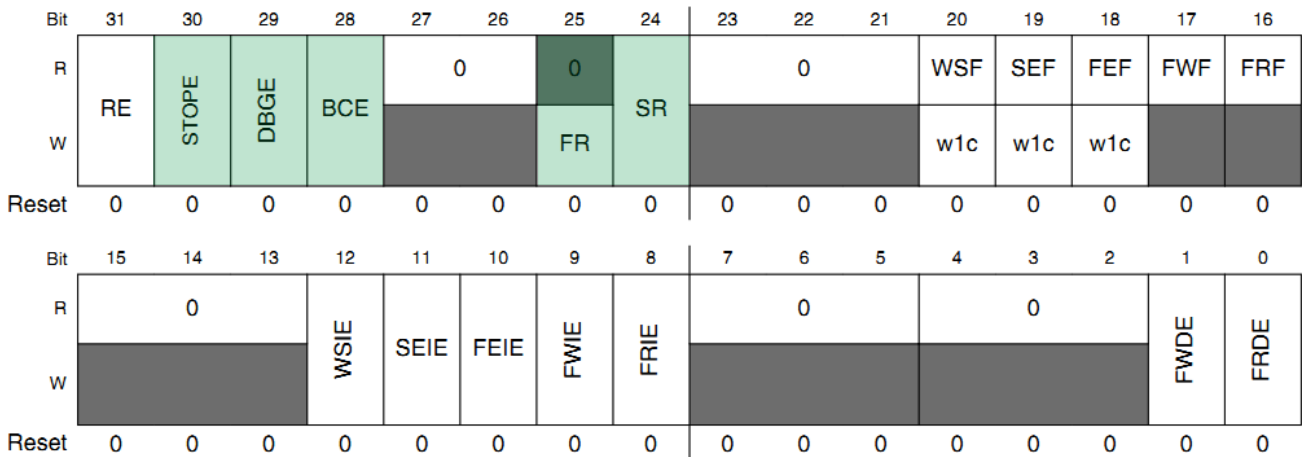 Bit 31 30 29 28 27 26 25 24 23 22 21 20 19 18 17 16
R RE STOPE DBGE BCE 0 0 SR 0 WSF SEF FEF FWF FRF
W FR w1c w1c w1c
Reset 0 0 0 0 0 0 0 0 0 0 0 0 0 0 0 0
Bit 15 14 13 12 11 10 9 8 7 6 5 4 3 2 1 0
R 0 WSIE SEIE FEIE FWIE FRIE 0 0 FWDE FRDE
W
Reset 0 0 0 0 0 0 0 0 0 0 0 0 0 0 0 0